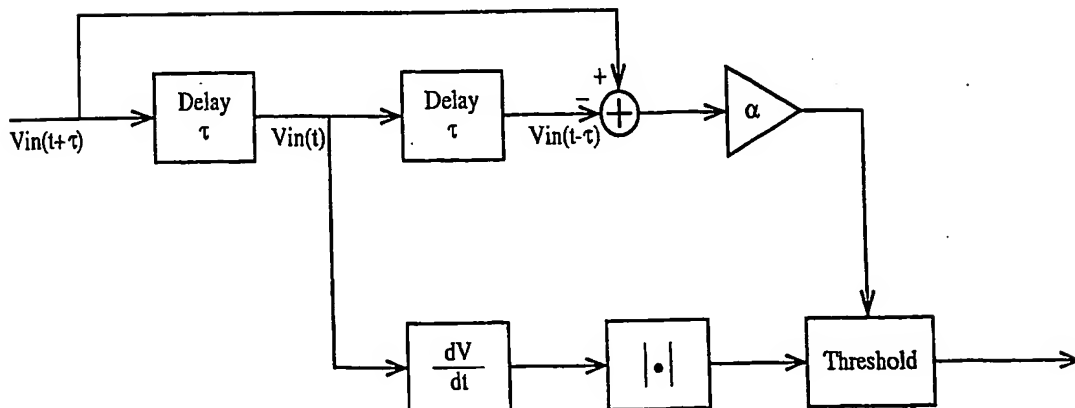 +
Delay
τ
Delay
τ
−
+
α
Vin(t+τ)
Vin(t)
Vin(t-τ)
dV
dt
|•|
Threshold